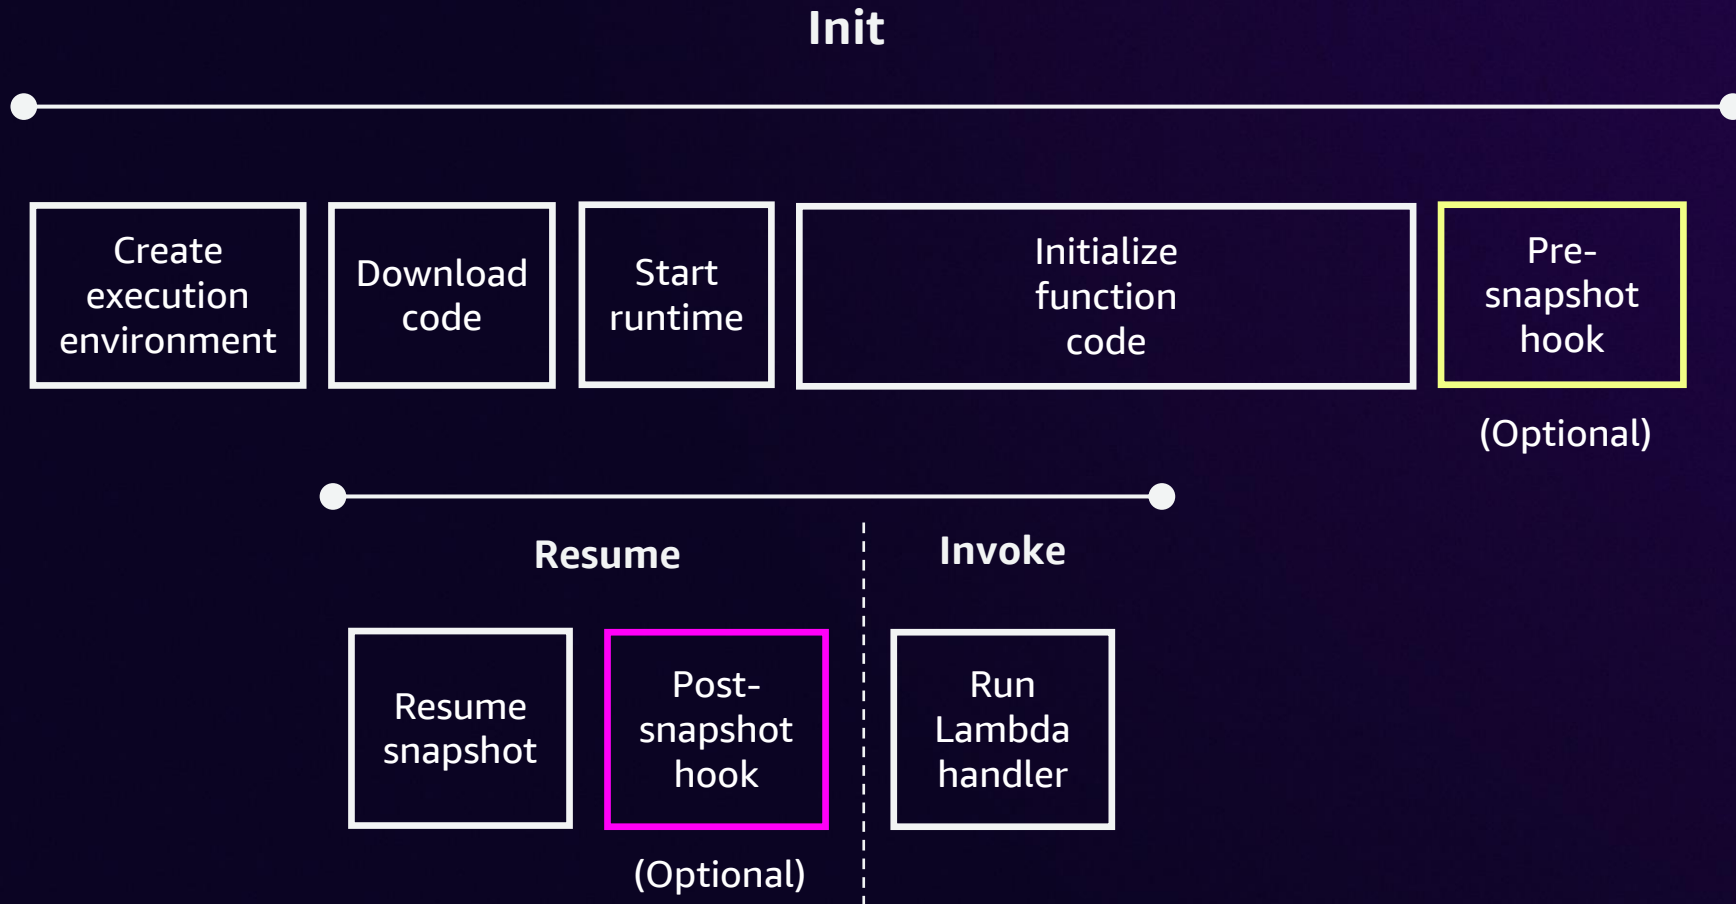 Init
Create
execution
environment
Download
code
Start
runtime
Initialize
function
code
Pre-
snapshot
hook
(Optional)
Resume
Invoke
Resume
snapshot
Post-
snapshot
hook
(Optional)
Run
Lambda
handler